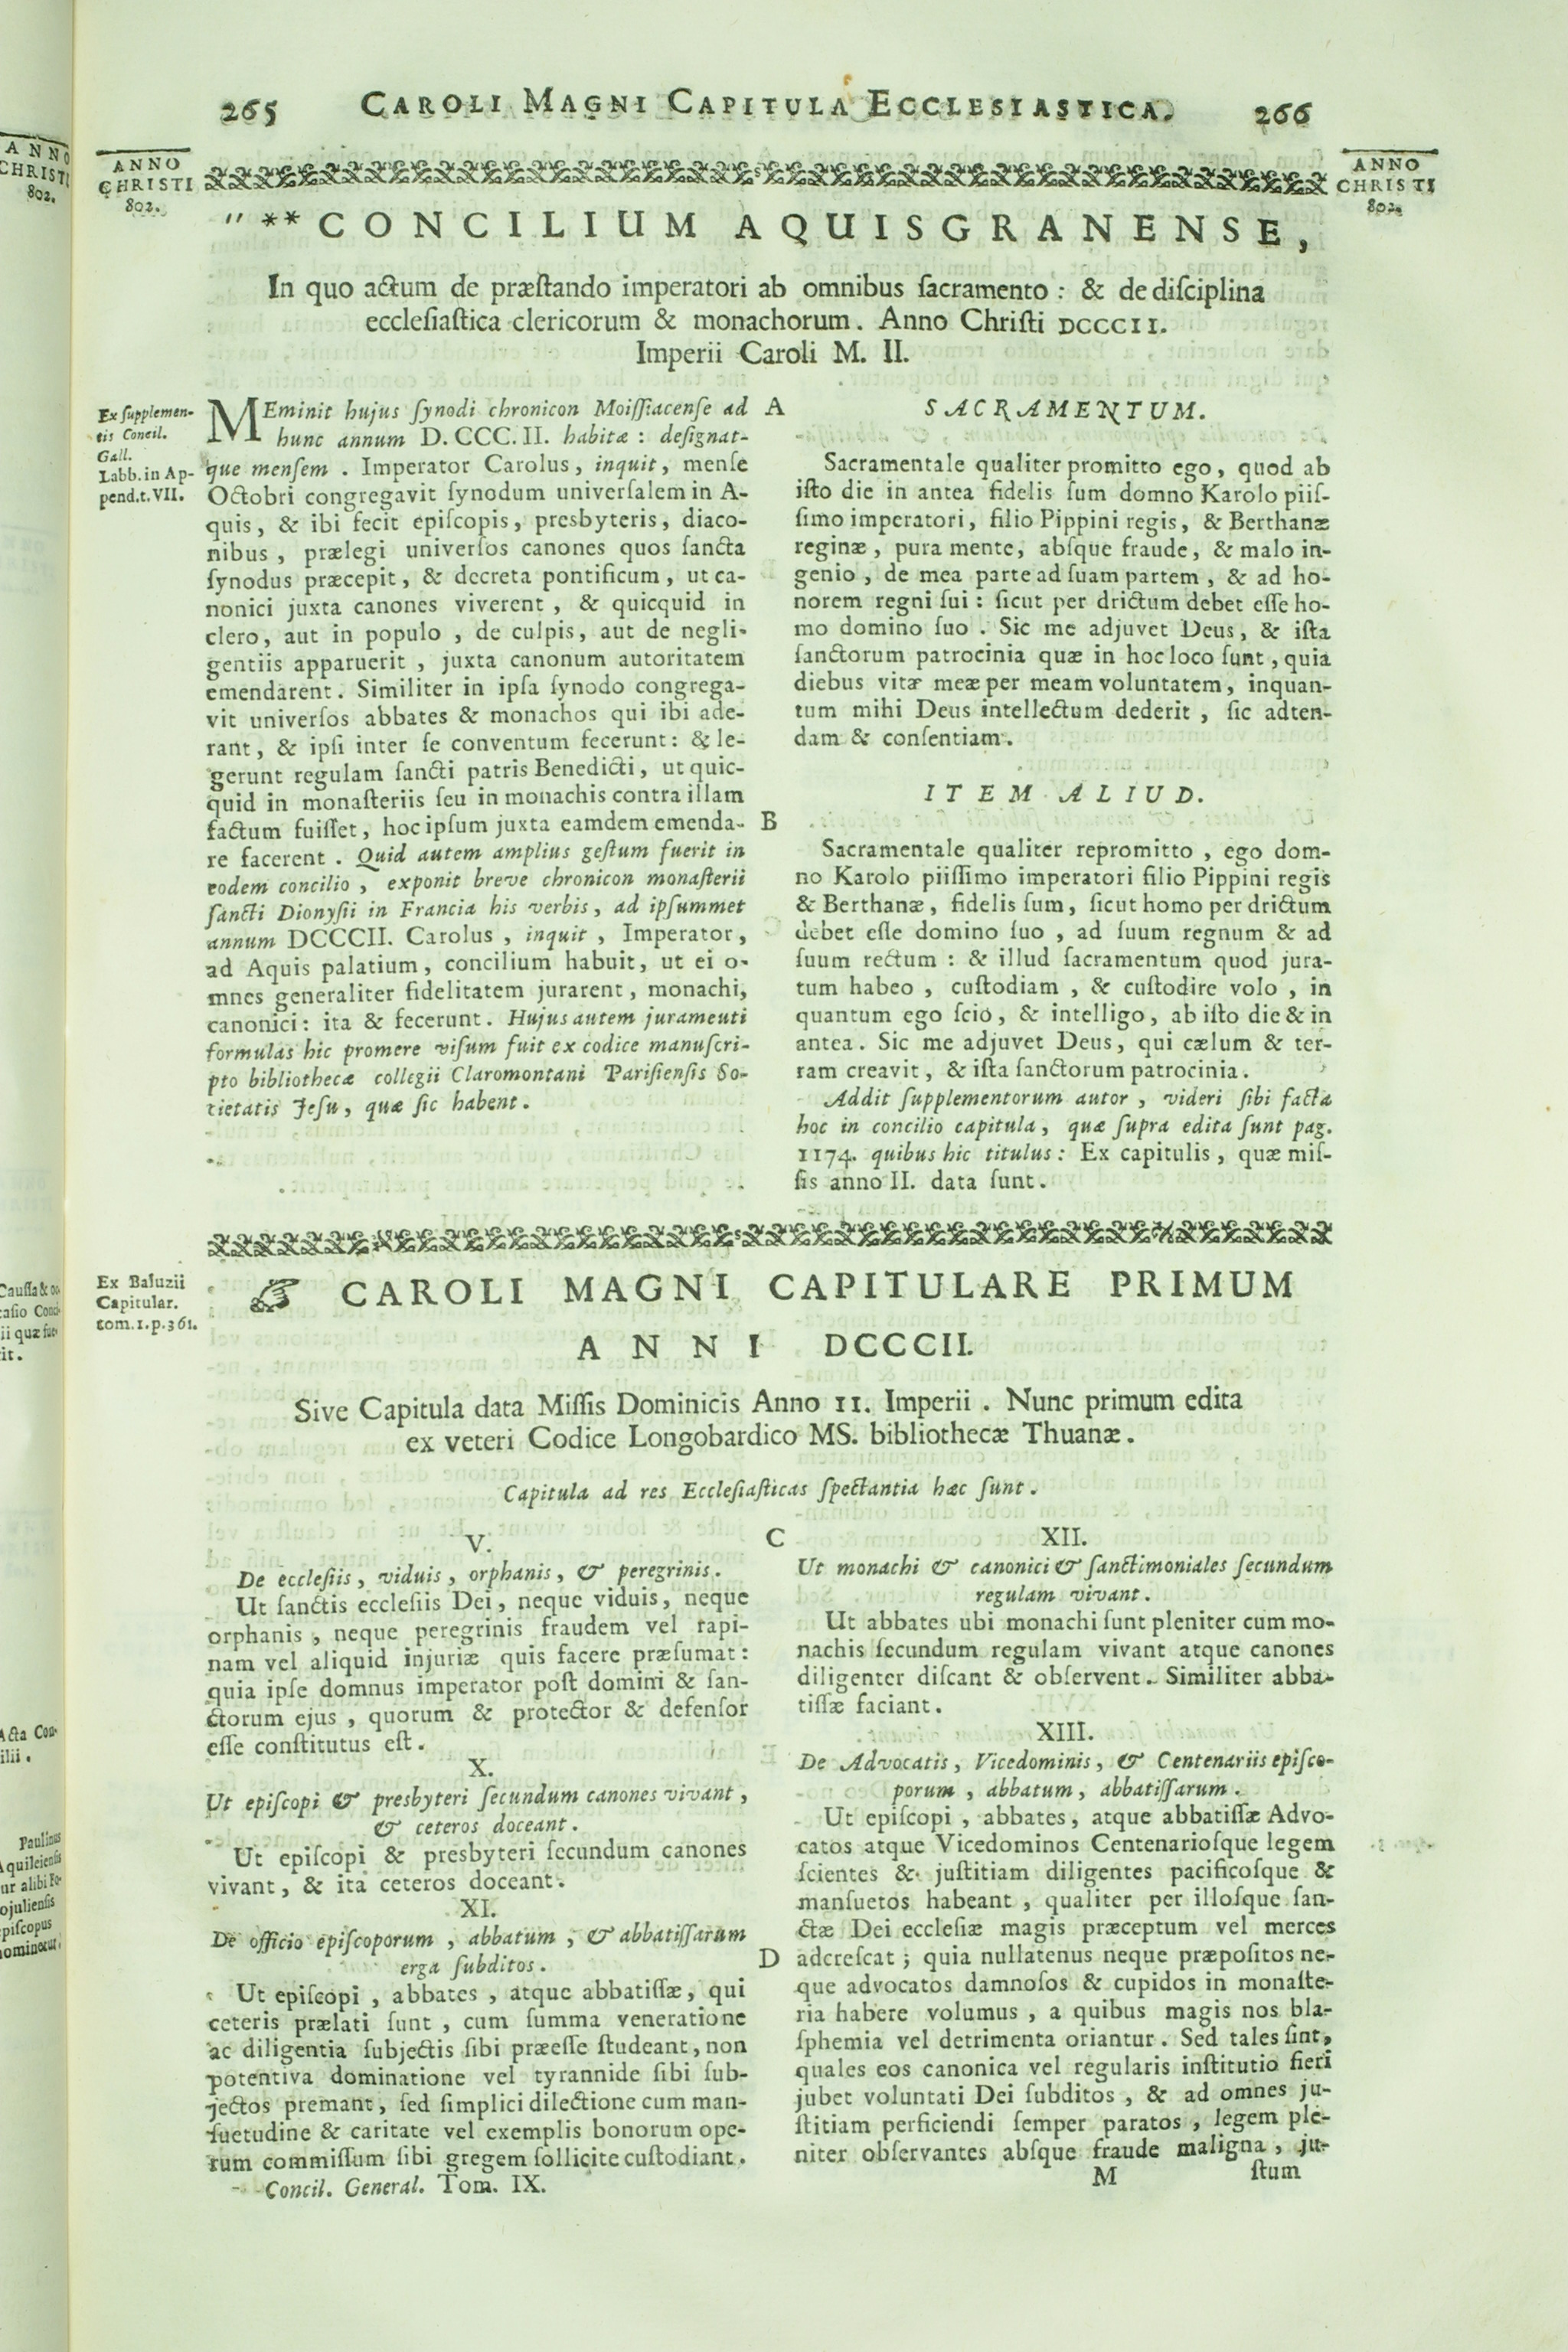 265 CAROLI MAGNI CAPITULA ECCLESIASTICA. 266
ANNO
CHRISTI
802.
ANNO
CHRISTI
802.
ANNO
CHRISTI
802.
" ** CONCILIUM AQUISGRANENSE,
In quo actum de præſtando imperatori ab omnibus ſacramento : & de diſciplina
eccleſiaſtica clericorum & monachorum. Anno Chriſti DCCCII.
Imperii Caroli M. II.
Ex ſupplemen-
tis Concil.
Gall.
Labb. in Ap-
pend. t. VII.
MEminit hujus ſynodi chronicon Moiſſiacenſe ad
hunc annum D. CCC. II. habitæ : deſignat-
que menſem . Imperator Carolus, inquit, menſe
Octobri congregavit ſynodum univerſalem in A-
quis, & ibi fecit epiſcopis, presbyteris, diaco-
nibus , prælegi univerſos canones quos ſancta
ſynodus præcepit, & decreta pontificum, ut ca-
nonici juxta canones viverent , & quicquid in
clero, aut in populo , de culpis, aut de negli-
gentiis apparuerit , juxta canonum autoritatem
emendarent. Similiter in ipſa ſynodo congrega-
vit univerſos abbates & monachos qui ibi ade-
rant, & ipſi inter ſe conventum fecerunt: & le-
gerunt regulam ſancti patris Benedicti, ut quic-
quid in monaſteriis ſeu in monachis contra illam
factum fuiſſet, hoc ipſum juxta eamdem emenda-
re facerent . Quid autem amplius geſtum fuerit in
eodem concilio , exponit breve chronicon monaſterii
ſancti Dionyſii in Francia his verbis, ad ipſummet
annum DCCCII. Carolus , inquit , Imperator,
ad Aquis palatium, concilium habuit, ut ei o-
mnes generaliter fidelitatem jurarent, monachi,
canonici: ita & fecerunt. Hujus autem juramenti
formulas hic promere viſum fuit ex codice manuſcri-
pto bibliothecæ collegii Claromontani Pariſienſis So-
cietatis Jeſu, quæ ſic habent.
A
B
SACRAMENTUM.
Sacramentale qualiter promitto ego, quod ab
iſto die in antea fidelis ſum domno Karolo piiſ-
ſimo imperatori, filio Pippini regis, & Berthanæ
reginæ, pura mente, abſque fraude, & malo in-
genio , de mea parte ad ſuam partem , & ad ho-
norem regni ſui : ſicut per drictum debet eſſe ho-
mo domino ſuo . Sic me adjuvet Deus, & iſta
ſanctorum patrocinia quæ in hoc loco ſunt, quia
diebus vitæ meæ per meam voluntatem, inquan-
tum mihi Deus intellectum dederit , ſic adten-
dam & conſentiam.
ITEM ALIUD.
Sacramentale qualiter repromitto , ego dom-
no Karolo piiſſimo imperatori filio Pippini regis
& Berthanæ, fidelis ſum, ſicut homo per drictum
debet eſſe domino ſuo , ad ſuum regnum & ad
ſuum rectum : & illud ſacramentum quod jura-
tum habeo , cuſtodiam , & cuſtodire volo , in
quantum ego ſcio, & intelligo, ab iſto die & in
antea. Sic me adjuvet Deus, qui cælum & ter-
ram creavit, & iſta ſanctorum patrocinia.
Addit ſupplementorum autor , videri ſibi facta
hoc in concilio capitula, quæ ſupra edita ſunt pag.
1174. quibus hic titulus: Ex capitulis, quæ miſ-
ſis anno II. data ſunt.
Ex Baluzii
Capitular.
tom. 1. p. 361.
☞ CAROLI MAGNI CAPITULARE PRIMUM
ANNI DCCCII.
Sive Capitula data Miſſis Dominicis Anno II. Imperii . Nunc primum edita
ex veteri Codice Longobardico MS. bibliothecæ Thuanæ.
Capitula ad res Eccleſiaſticas ſpectantia hæc ſunt.
V.
De eccleſiis, viduis, orphanis, & peregrinis.
Ut ſanctis eccleſiis Dei, neque viduis, neque
orphanis , neque peregrinis fraudem vel rapi-
nam vel aliquid injuriæ quis facere præſumat:
quia ipſe domnus imperator poſt domini & ſan-
ctorum ejus , quorum & protector & defenſor
eſſe conſtitutus eſt.
X.
Ut epiſcopi & presbyteri ſecundum canones vivant,
& ceteros doceant.
Ut epiſcopi & presbyteri ſecundum canones
vivant, & ita ceteros doceant.
XI.
De officio epiſcoporum , abbatum , & abbatiſſarum
erga ſubditos.
Ut epiſcopi , abbates , atque abbatiſſæ, qui
ceteris prælati ſunt , cum ſumma veneratione
ac diligentia ſubjectis ſibi præeſſe ſtudeant, non
potentiva dominatione vel tyrannide ſibi ſub-
jectos premant, ſed ſimplici dilectione cum man-
ſuetudine & caritate vel exemplis bonorum ope-
rum commiſſum ſibi gregem ſollicite cuſtodiant.
Concil. General. Tom. IX.
C
D
XII.
Ut monachi & canonici & ſanctimoniales ſecundum
regulam vivant.
Ut abbates ubi monachi ſunt pleniter cum mo-
nachis ſecundum regulam vivant atque canones
diligenter diſcant & obſervent. Similiter abba-
tiſſæ faciant.
XIII.
De Advocatis, Vicedominis, & Centenariis epiſco-
porum , abbatum, abbatiſſarum.
Ut epiſcopi , abbates, atque abbatiſſæ Advo-
catos atque Vicedominos Centenarioſque legem
ſcientes & juſtitiam diligentes pacificoſque &
manſuetos habeant , qualiter per illoſque ſan-
ctæ Dei eccleſiæ magis præceptum vel merces
adcreſcat ; quia nullatenus neque præpoſitos ne-
que advocatos damnoſos & cupidos in monaſte-
ria habere volumus , a quibus magis nos bla-
ſphemia vel detrimenta oriantur. Sed tales ſint,
quales eos canonica vel regularis inſtitutio fieri
jubet voluntati Dei ſubditos , & ad omnes ju-
ſtitiam perficiendi ſemper paratos , legem ple-
niter obſervantes abſque fraude maligna, ju-
M ſtum